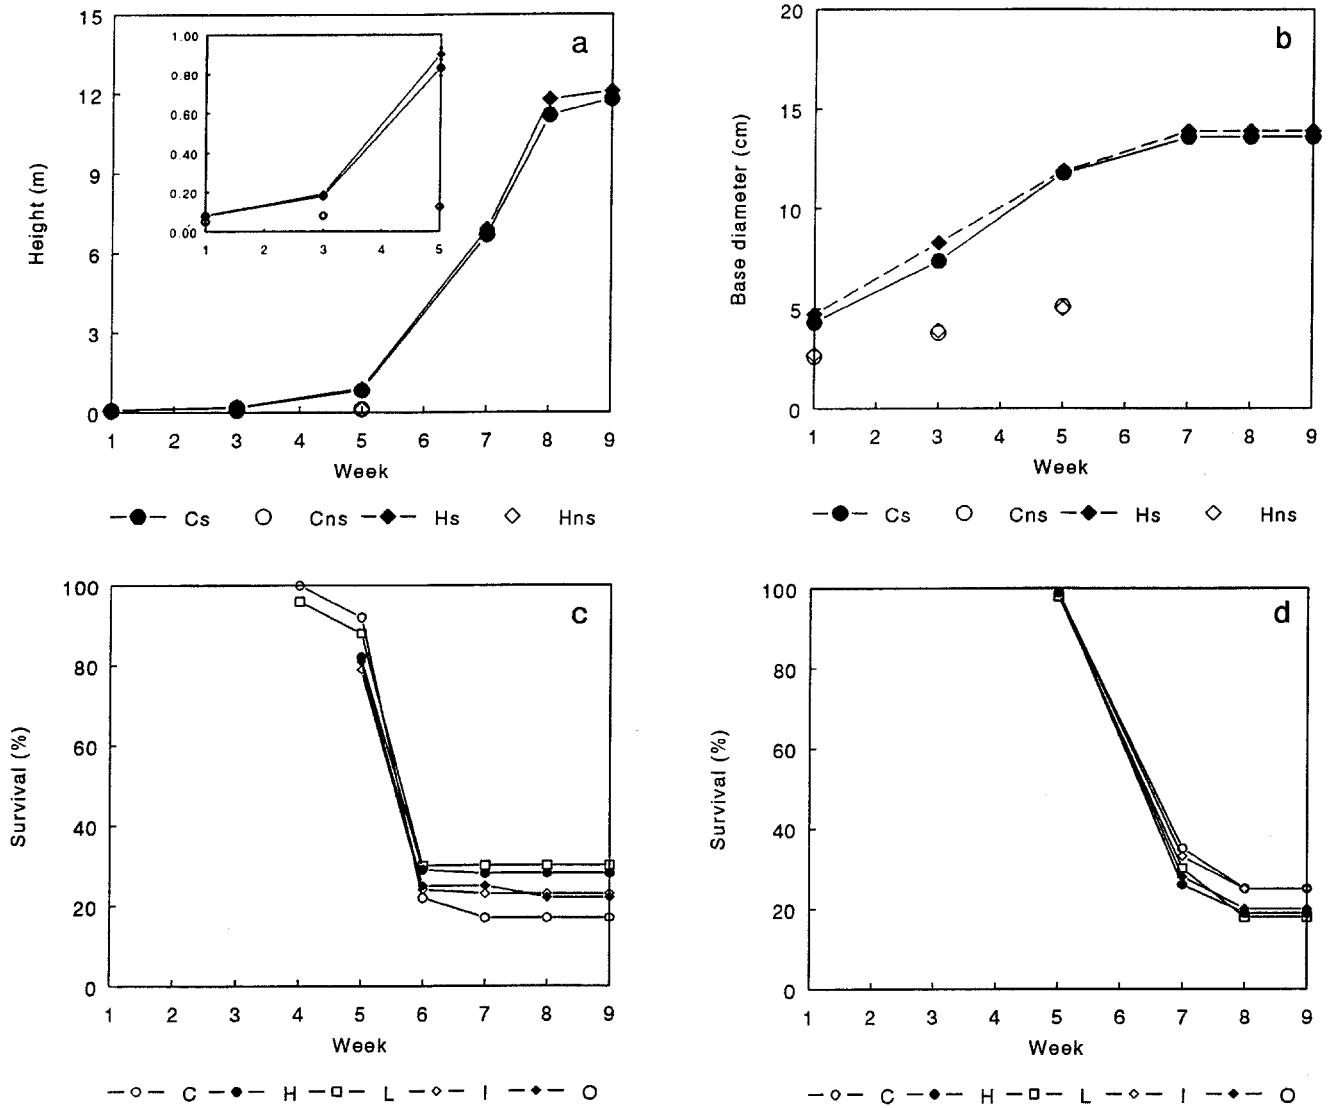 15
12
9
6
3
0
Height (m)
a
1.00
0.80
0.60
0.40
0.20
0.00
1 2 3 4 5
1 2 3 4 5 6 7 8 9
Week
Cs Cns Hs Hns
20
15
10
5
0
Base diameter (cm)
b
1 2 3 4 5 6 7 8 9
Week
Cs Cns Hs Hns
100
80
60
40
20
0
Survival (%)
c
1 2 3 4 5 6 7 8 9
Week
C H L I O
100
80
60
40
20
0
Survival (%)
d
1 2 3 4 5 6 7 8 9
Week
C H L I O